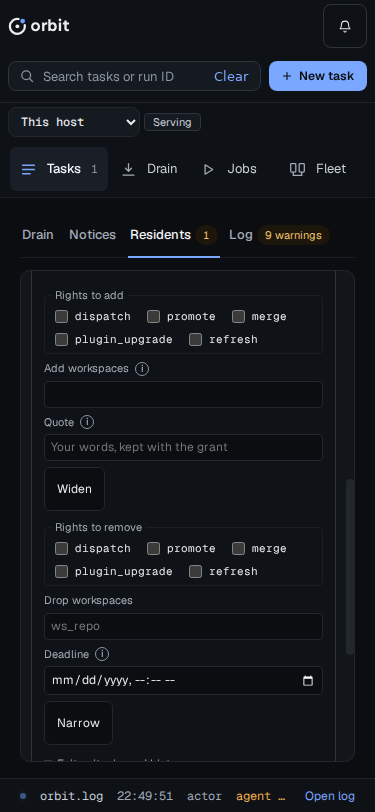 orbit
Search tasks or run ID
Clear
+ New task
This host
Serving
Tasks 1
Drain
Jobs
Fleet
Drain
Notices
Residents 1
Log 9 warnings
Rights to add
dispatch promote merge
plugin_upgrade refresh
Add workspaces i
Quote i
Your words, kept with the grant
Widen
Rights to remove
dispatch promote merge
plugin_upgrade refresh
Drop workspaces
ws_repo
Deadline i
mm/dd/yyyy, --:-- --
Narrow
orbit.log 22:49:51 actor agent … Open log